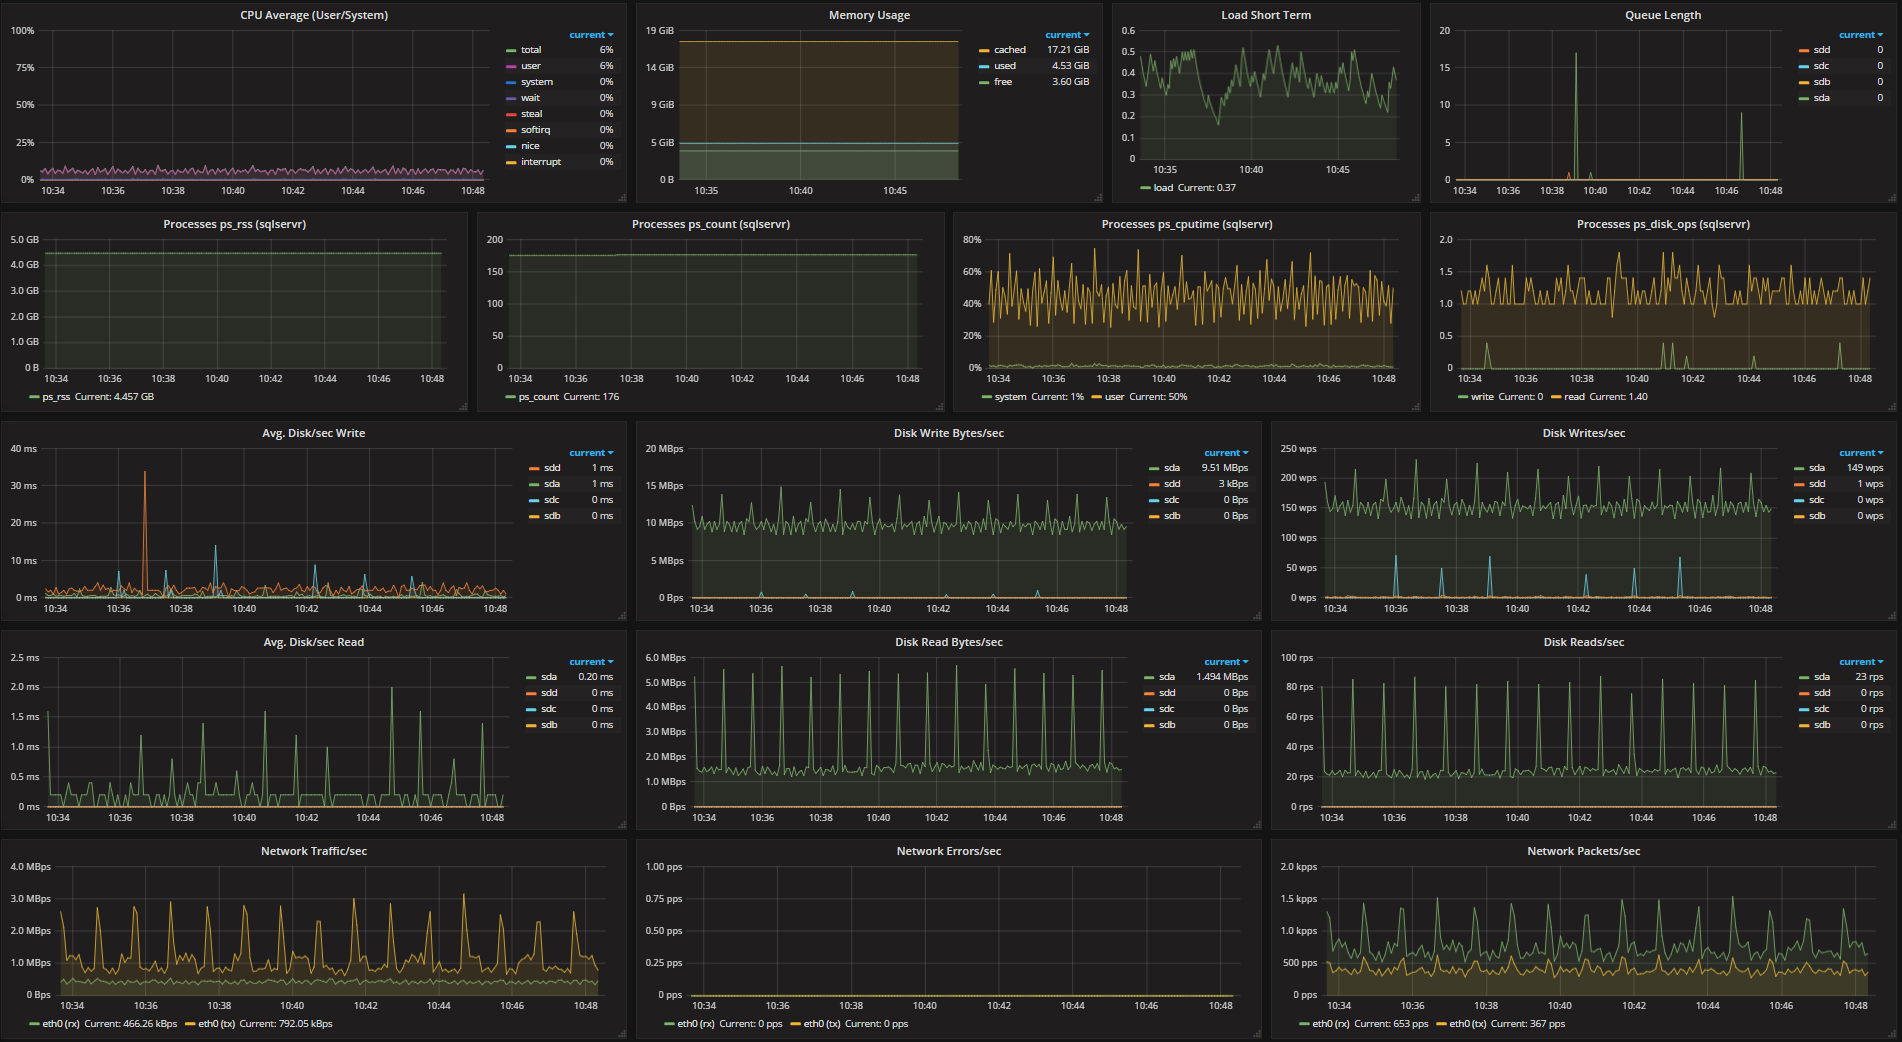 CPU Average (User/System)
100%
75%
50%
25%
0%
10:34 10:36 10:38 10:40 10:42 10:44 10:46 10:48
current
total 6%
user 6%
system 0%
wait 0%
steal 0%
softirq 0%
nice 0%
interrupt 0%
Memory Usage
19 GiB
14 GiB
9 GiB
5 GiB
0 B
10:35 10:40 10:45
current
cached 17.21 GiB
used 4.53 GiB
free 3.60 GiB
Load Short Term
0.6
0.5
0.4
0.3
0.2
0.1
0
10:35 10:40 10:45
load Current: 0.37
Queue Length
20
15
10
5
0
10:34 10:36 10:38 10:40 10:42 10:44 10:46 10:48
current
sdd 0
sdc 0
sdb 0
sda 0
Processes ps_rss (sqlservr)
5.0 GB
4.0 GB
3.0 GB
2.0 GB
1.0 GB
0 B
10:34 10:36 10:38 10:40 10:42 10:44 10:46 10:48
ps_rss Current: 4.457 GB
Processes ps_count (sqlservr)
200
150
100
50
0
10:34 10:36 10:38 10:40 10:42 10:44 10:46 10:48
ps_count Current: 176
Processes ps_cputime (sqlservr)
80%
60%
40%
20%
0%
10:34 10:36 10:38 10:40 10:42 10:44 10:46 10:48
system Current: 1% user Current: 50%
Processes ps_disk_ops (sqlservr)
2.0
1.5
1.0
0.5
0
10:34 10:36 10:38 10:40 10:42 10:44 10:46 10:48
write Current: 0 read Current: 1.40
Avg. Disk/sec Write
40 ms
30 ms
20 ms
10 ms
0 ms
10:34 10:36 10:38 10:40 10:42 10:44 10:46 10:48
current
sdd 1 ms
sda 1 ms
sdc 0 ms
sdb 0 ms
Disk Write Bytes/sec
20 MBps
15 MBps
10 MBps
5 MBps
0 Bps
10:34 10:36 10:38 10:40 10:42 10:44 10:46 10:48
current
sda 9.51 MBps
sdd 3 kBps
sdc 0 Bps
sdb 0 Bps
Disk Writes/sec
250 wps
200 wps
150 wps
100 wps
50 wps
0 wps
10:34 10:36 10:38 10:40 10:42 10:44 10:46 10:48
current
sda 149 wps
sdd 1 wps
sdc 0 wps
sdb 0 wps
Avg. Disk/sec Read
2.5 ms
2.0 ms
1.5 ms
1.0 ms
0.5 ms
0 ms
10:34 10:36 10:38 10:40 10:42 10:44 10:46 10:48
current
sda 0.20 ms
sdd 0 ms
sdc 0 ms
sdb 0 ms
Disk Read Bytes/sec
6.0 MBps
5.0 MBps
4.0 MBps
3.0 MBps
2.0 MBps
1.0 MBps
0 Bps
10:34 10:36 10:38 10:40 10:42 10:44 10:46 10:48
current
sda 1.494 MBps
sdd 0 Bps
sdc 0 Bps
sdb 0 Bps
Disk Reads/sec
100 rps
80 rps
60 rps
40 rps
20 rps
0 rps
10:34 10:36 10:38 10:40 10:42 10:44 10:46 10:48
current
sda 23 rps
sdd 0 rps
sdc 0 rps
sdb 0 rps
Network Traffic/sec
4.0 MBps
3.0 MBps
2.0 MBps
1.0 MBps
0 Bps
10:34 10:36 10:38 10:40 10:42 10:44 10:46 10:48
eth0 (rx) Current: 466.26 kBps eth0 (tx) Current: 792.05 kBps
Network Errors/sec
1.00 pps
0.75 pps
0.50 pps
0.25 pps
0 pps
10:34 10:36 10:38 10:40 10:42 10:44 10:46 10:48
eth0 (rx) Current: 0 pps eth0 (tx) Current: 0 pps
Network Packets/sec
2.0 kpps
1.5 kpps
1.0 kpps
500 pps
0 pps
10:34 10:36 10:38 10:40 10:42 10:44 10:46 10:48
eth0 (rx) Current: 653 pps eth0 (tx) Current: 367 pps